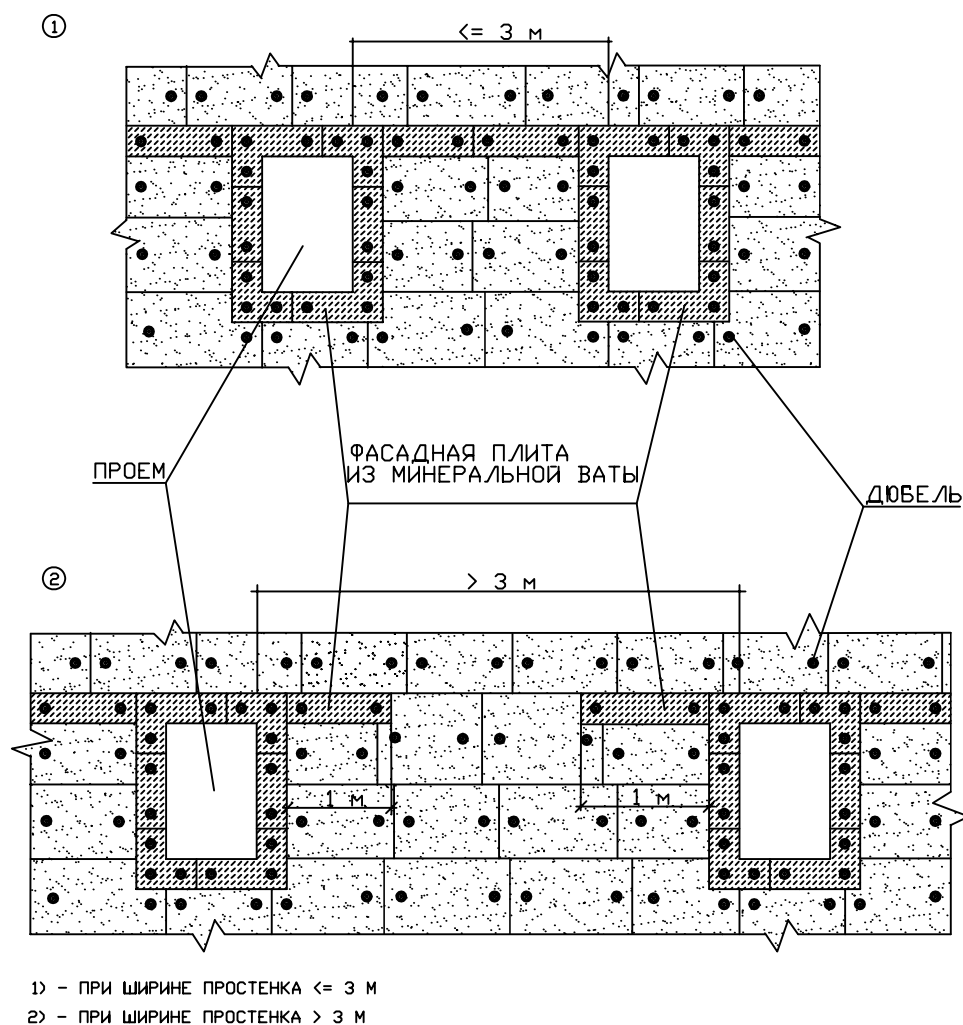 1
<= 3 м
ПРОЕМ
ФАСАДНАЯ ПЛИТА
ИЗ МИНЕРАЛЬНОЙ ВАТЫ
ДЮБЕЛЬ
2
> 3 м
1 м
1 м
1) - ПРИ ШИРИНЕ ПРОСТЕНКА <= 3 М
2) - ПРИ ШИРИНЕ ПРОСТЕНКА > 3 М